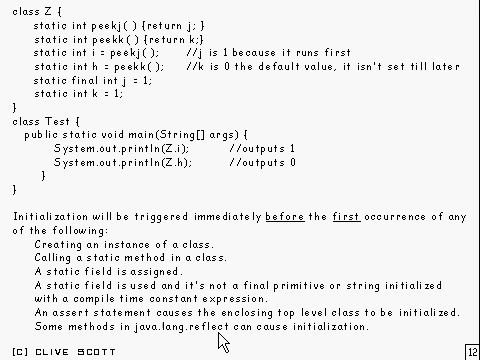 class Z {
static int peekj( ) {return j; }
static int peekk( ) {return k;}
static int i = peekj( ); //j is 1 because it runs first
static int h = peekk( ); //k is 0 the default value, it isn't set till later
static final int j = 1;
static int k = 1;
}
class Test {
public static void main(String[] args) {
System.out.println(Z.i); //outputs 1
System.out.println(Z.h); //outputs 0
}
}
Initialization will be triggered immediately before the first occurrence of any
of the following:
Creating an instance of a class.
Calling a static method in a class.
A static field is assigned.
A static field is used and it's not a final primitive or string initialized
with a compile time constant expression.
An assert statement causes the enclosing top level class to be initialized.
Some methods in java.lang.reflect can cause initialization.
[C] CLIVE SCOTT
12